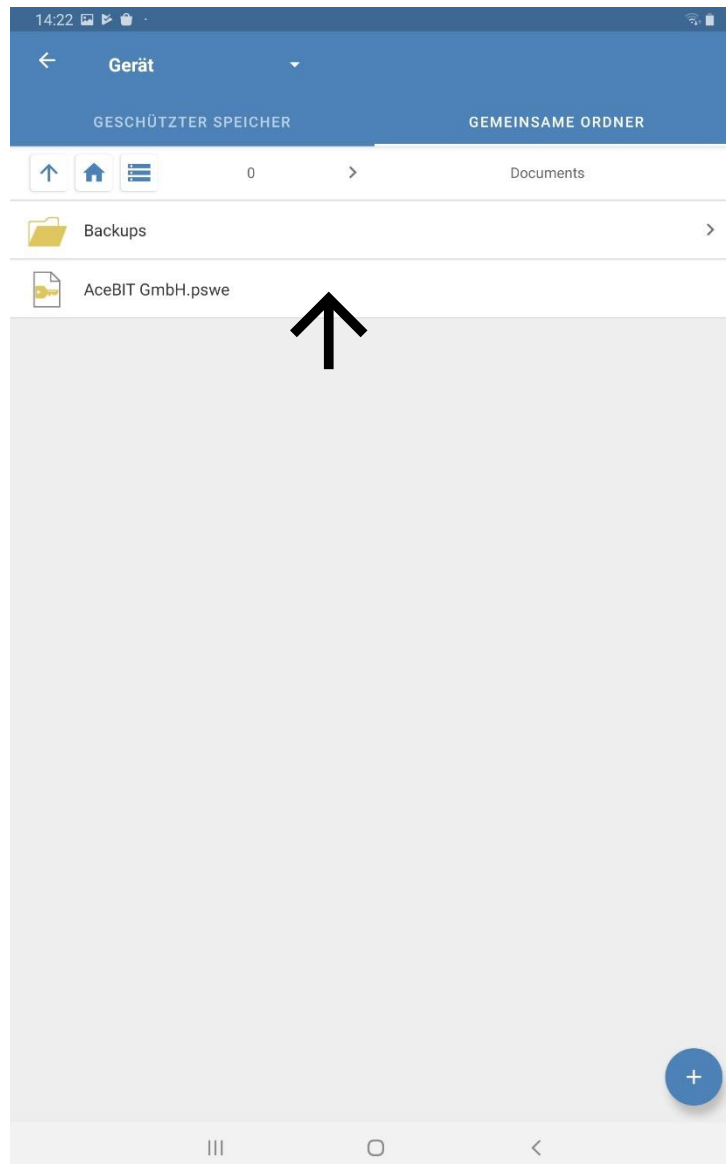 14:22
Gerät
GESCHÜTZTER SPEICHER GEMEINSAME ORDNER
0 > Documents
Backups
AceBIT GmbH.pswe